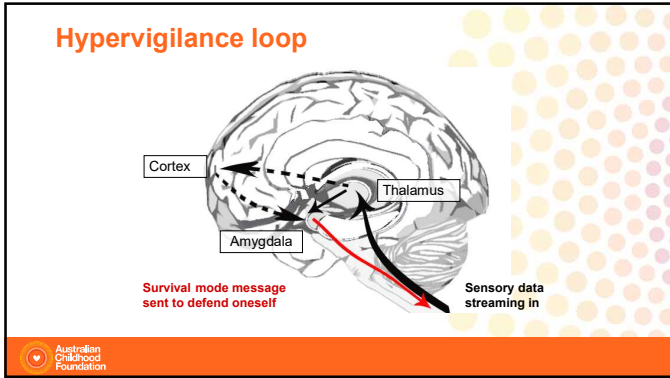 Hypervigilance loop
Cortex
Thalamus
Amygdala
Survival mode message
sent to defend oneself
Sensory data
streaming in
Australian
Childhood
Foundation